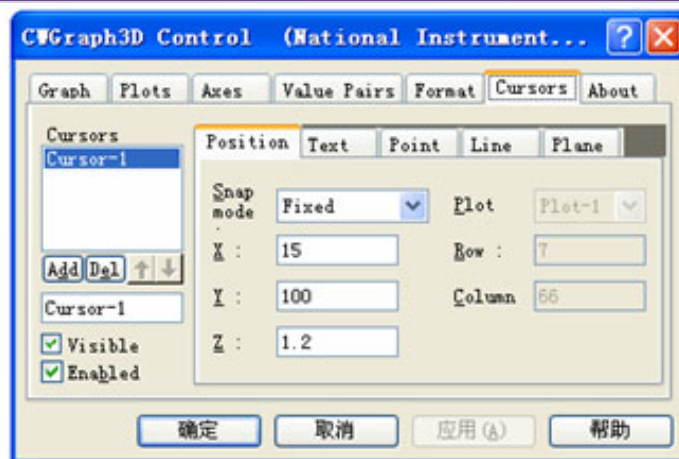 CWGraph3D Control (National Instrument...
Graph Plots Axes Value Pairs Format Cursors About
Cursors
Cursor-1
Add Del
Cursor-1
Visible
Enabled
Position Text Point Line Plane
Snap mode Fixed Plot Plot-1
X : 15 Row : 7
Y : 100 Column 66
Z : 1.2
确定 取消 应用(A) 帮助